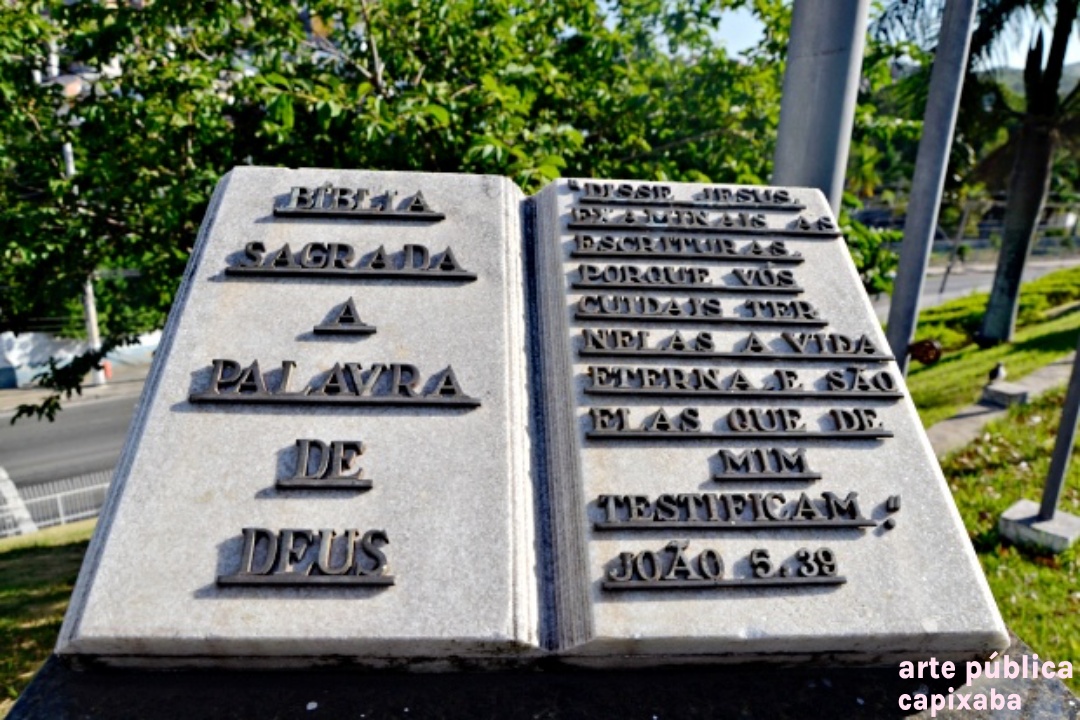 BÍBLIA
SAGRADA
A
PALAVRA
DE
DEUS
"DISSE JESUS,
EXAMINAIS AS
ESCRITURAS
PORQUE VÓS
CUIDAIS TER
NELAS A VIDA
ETERNA.E SÃO
ELAS QUE DE
MIM
TESTIFICAM."
JOÃO 5.39
arte pública
capixaba